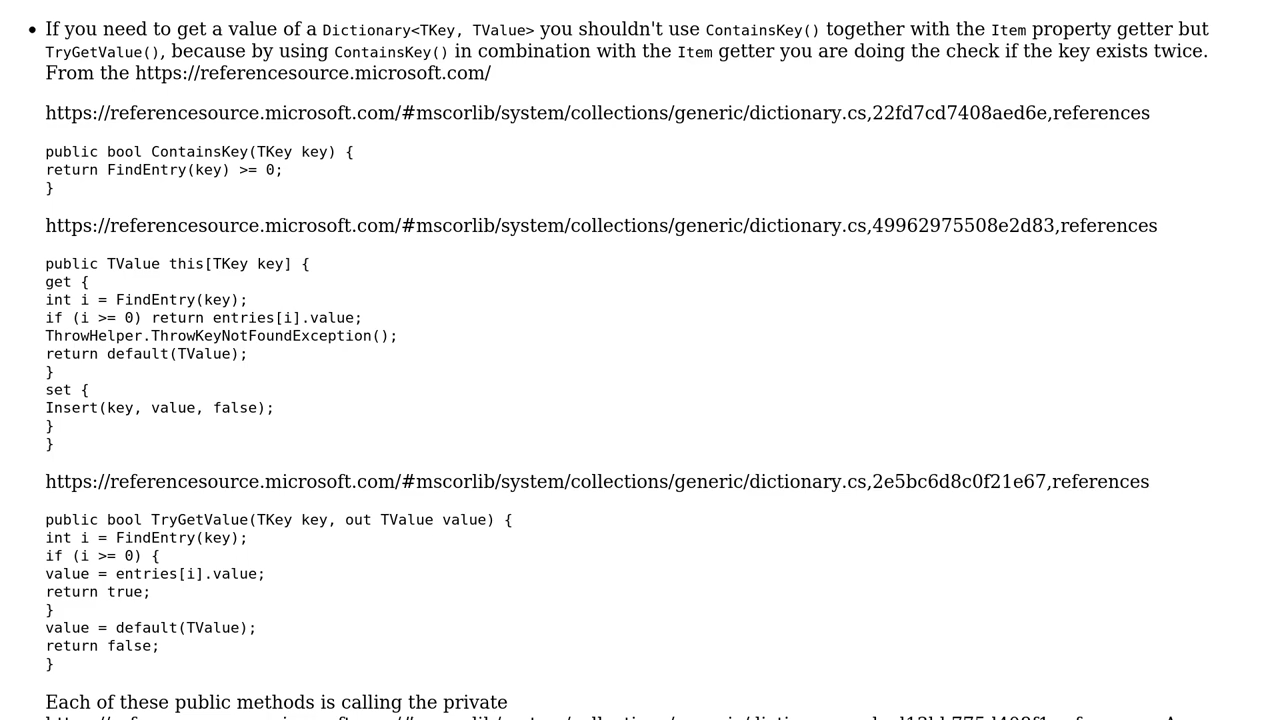 If you need to get a value of a Dictionary<TKey, TValue> you shouldn't use ContainsKey() together with the Item property getter but
TryGetValue(), because by using ContainsKey() in combination with the Item getter you are doing the check if the key exists twice.
From the https://referencesource.microsoft.com/
https://referencesource.microsoft.com/#mscorlib/system/collections/generic/dictionary.cs,22fd7cd7408aed6e,references
public bool ContainsKey(TKey key) {
return FindEntry(key) >= 0;
}
https://referencesource.microsoft.com/#mscorlib/system/collections/generic/dictionary.cs,49962975508e2d83,references
public TValue this[TKey key] {
get {
int i = FindEntry(key);
if (i >= 0) return entries[i].value;
ThrowHelper.ThrowKeyNotFoundException();
return default(TValue);
}
set {
Insert(key, value, false);
}
}
https://referencesource.microsoft.com/#mscorlib/system/collections/generic/dictionary.cs,2e5bc6d8c0f21e67,references
public bool TryGetValue(TKey key, out TValue value) {
int i = FindEntry(key);
if (i >= 0) {
value = entries[i].value;
return true;
}
value = default(TValue);
return false;
}
Each of these public methods is calling the private